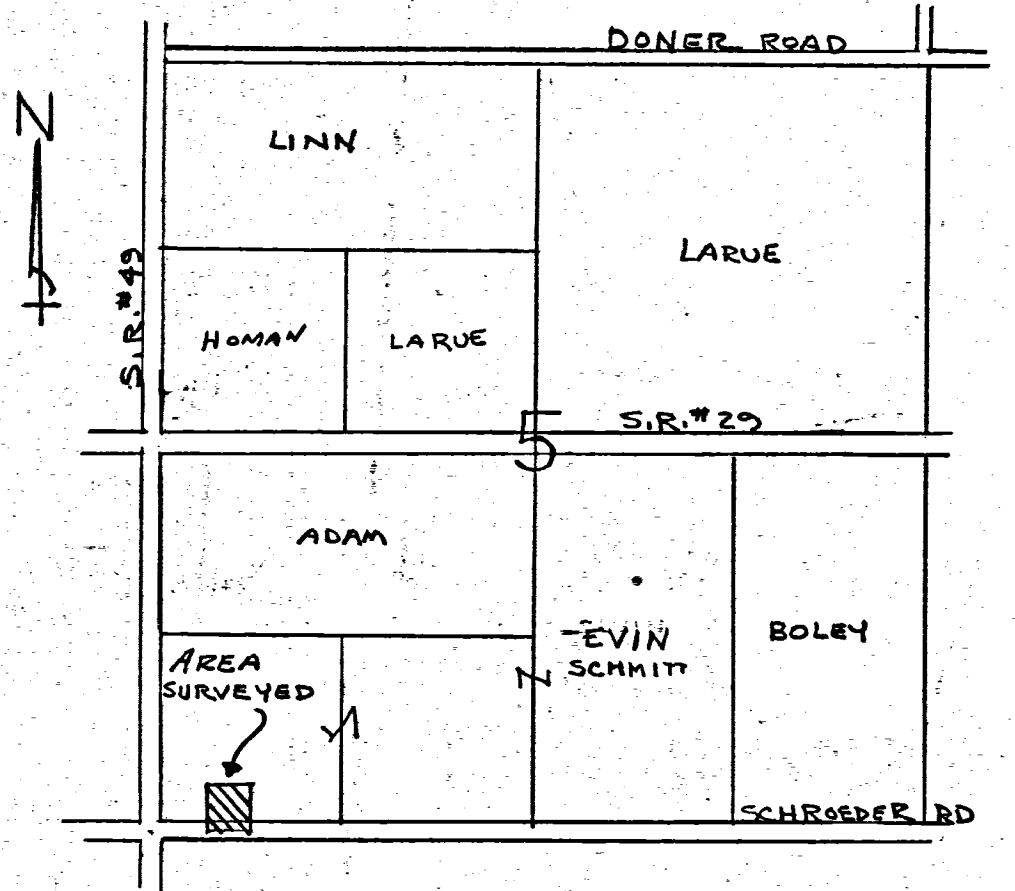 DONER ROAD
N
LINN
LARUE
S.R.#49
HOMAN
LARUE
S.R.#29
5
ADAM
EVIN
SCHMITT
BOLEY
AREA
SURVEYED
SCHROEDER RD